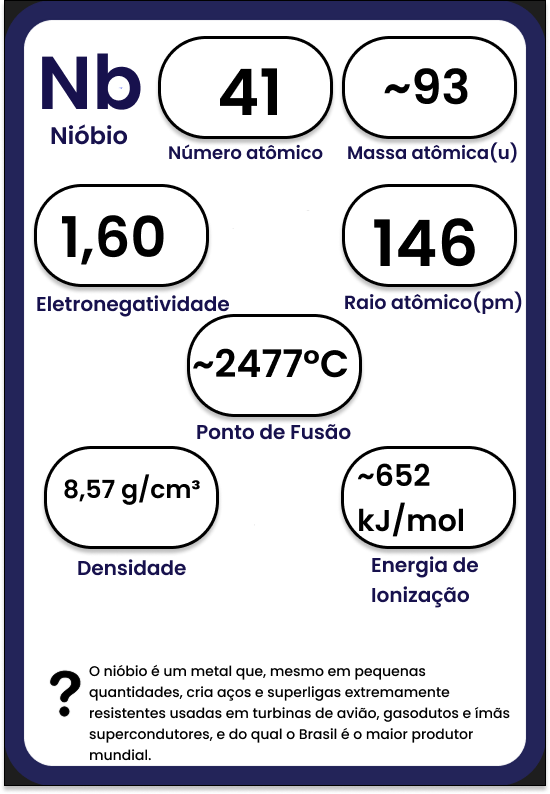 Nb
Nióbio
41
Número atômico
~93
Massa atômica(u)
1,60
Eletronegatividade
146
Raio atômico(pm)
~2477°C
Ponto de Fusão
8,57 g/cm³
Densidade
~652
kJ/mol
Energia de
Ionização
?
O nióbio é um metal que, mesmo em pequenas
quantidades, cria aços e superligas extremamente
resistentes usadas em turbinas de avião, gasodutos e ímãs
supercondutores, e do qual o Brasil é o maior produtor
mundial.